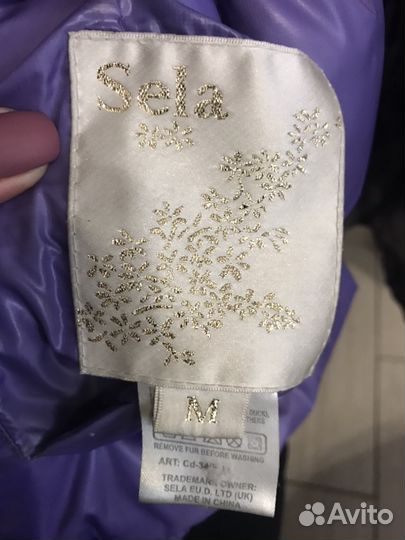 Sela
M
REMOVE FUR BEFORE WASHING
TRADEMARK OWNER:
SELA EU.D. LTD (UK)
MADE IN CHINA
Avito